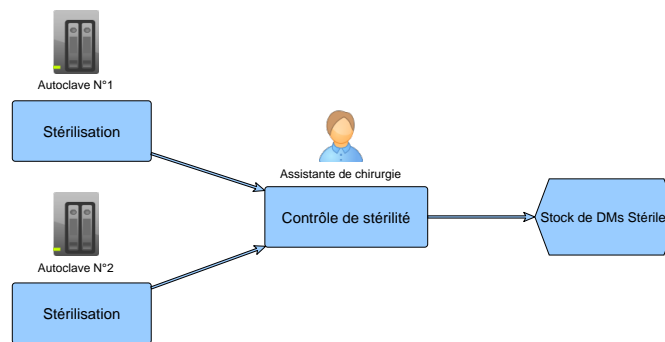 Autoclave N°1
Stérilisation
Assistante de chirurgie
Contrôle de stérilité
Stock de DMs Stérile
Autoclave N°2
Stérilisation